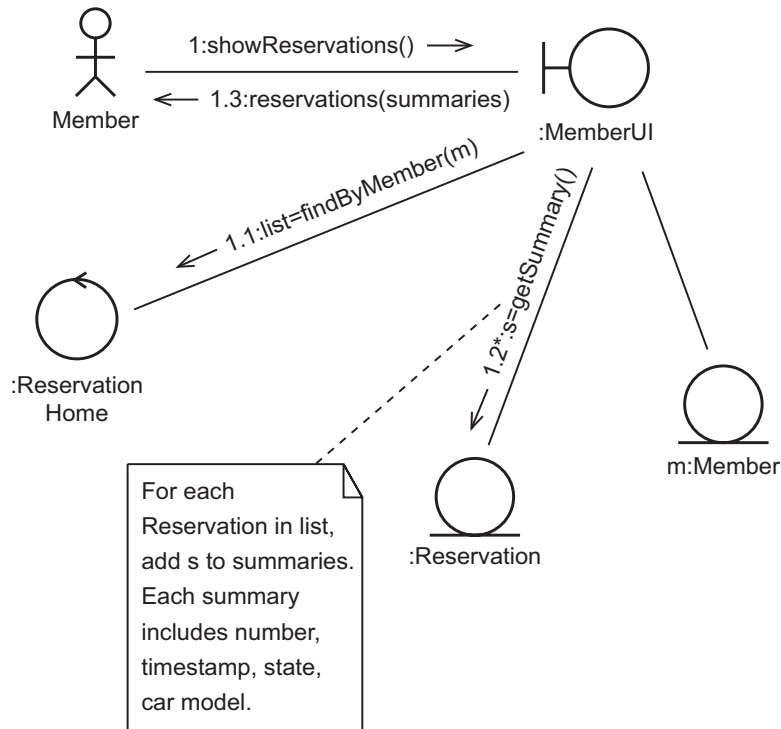 1:showReservations()
1.3:reservations(summaries)
Member
:MemberUI
1.1:list=findByMember(m)
1.2*:s=getSummary()
:Reservation
Home
m:Member
:Reservation
For each
Reservation in list,
add s to summaries.
Each summary
includes number,
timestamp, state,
car model.